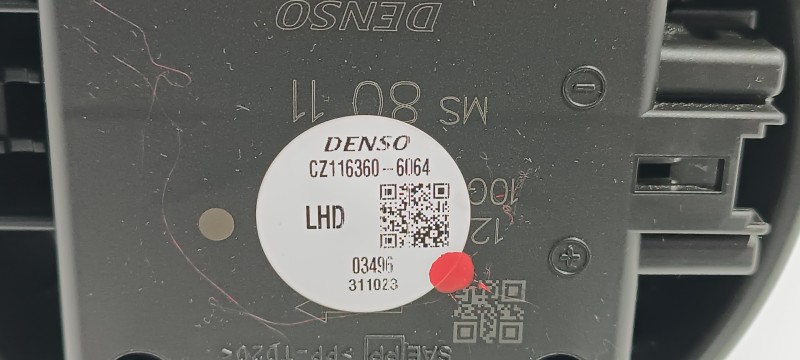 DENSO
MS 80 11
DENSO
CZ116360-6064
LHD
03496
311023